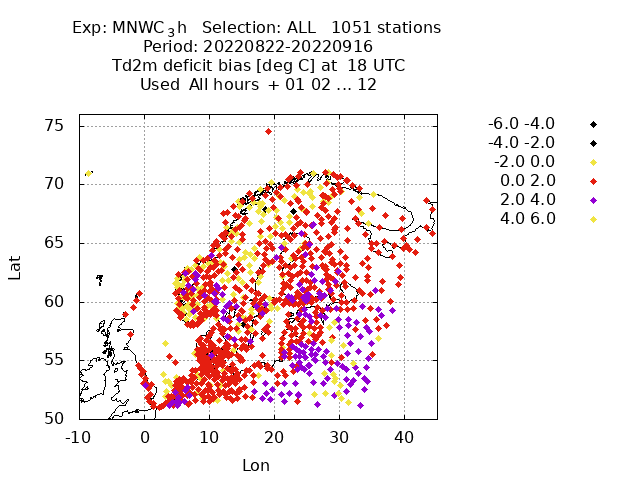 Exp: MNWC_3h   Selection: ALL   1051 stations
Period: 20220822-20220916
Td2m deficit bias [deg C] at  18 UTC
Used  All hours  + 01 02 ... 12
-6.0 -4.0
-4.0 -2.0
-2.0 0.0
0.0 2.0
2.0 4.0
4.0 6.0
75
70
65
60
55
50
Lat
-10 0 10 20 30 40
Lon